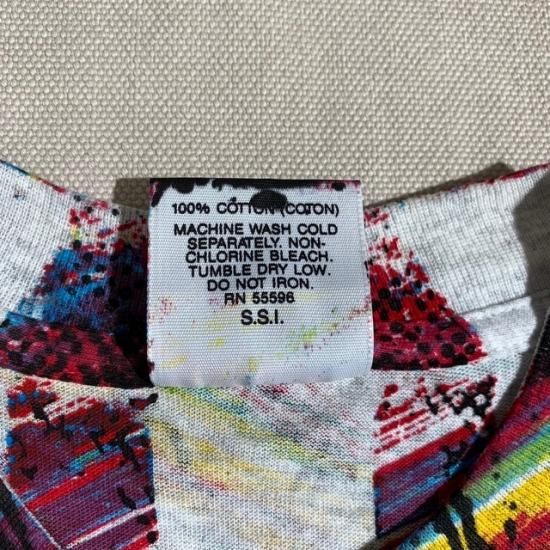 100% COTTON (COTON)
MACHINE WASH COLD
SEPARATELY. NON-
CHLORINE BLEACH.
TUMBLE DRY LOW.
DO NOT IRON.
RN 55596
S.S.I.